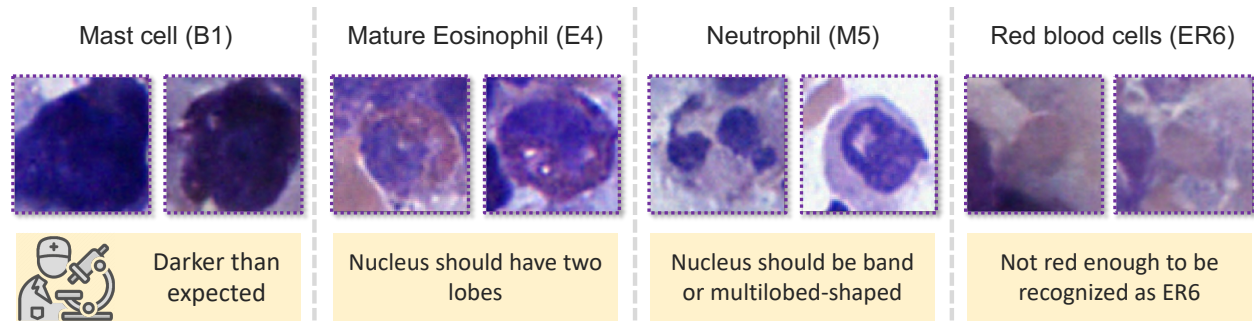 Mast cell (B1)
Mature Eosinophil (E4)
Neutrophil (M5)
Red blood cells (ER6)
Darker than
expected
Nucleus should have two
lobes
Nucleus should be band
or multilobed-shaped
Not red enough to be
recognized as ER6